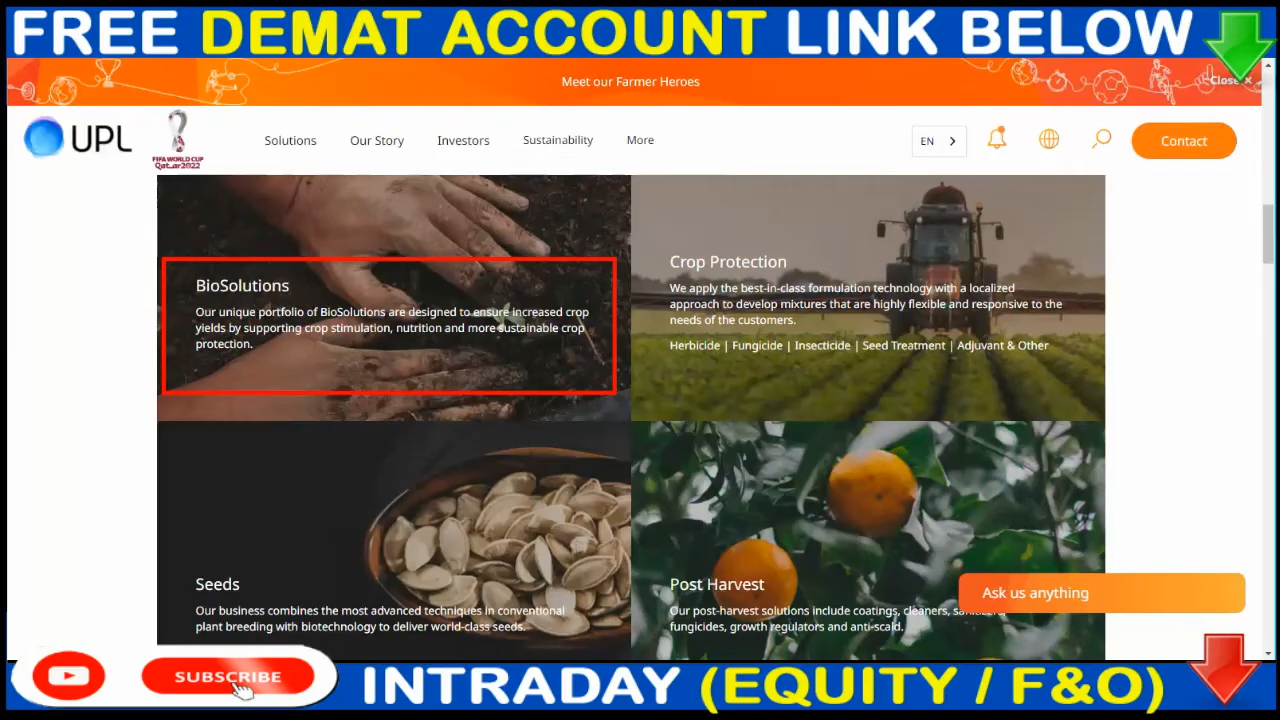 FREE DEMAT ACCOUNT LINK BELOW
Meet our Farmer Heroes
Close ×
UPL
FIFA WORLD CUP
Qatar2022
Solutions
Our Story
Investors
Sustainability
More
EN
Contact
BioSolutions
Our unique portfolio of BioSolutions are designed to ensure increased crop
yields by supporting crop stimulation, nutrition and more sustainable crop
protection.
Crop Protection
We apply the best-in-class formulation technology with a localized
approach to develop mixtures that are highly flexible and responsive to the
needs of the customers.
Herbicide | Fungicide | Insecticide | Seed Treatment | Adjuvant & Other
Seeds
Our business combines the most advanced techniques in conventional
plant breeding with biotechnology to deliver world-class seeds.
Post Harvest
Our post-harvest solutions include coatings, cleaners,
fungicides, growth regulators and anti-scald.
Ask us anything
SUBSCRIBE
INTRADAY (EQUITY / F&O)